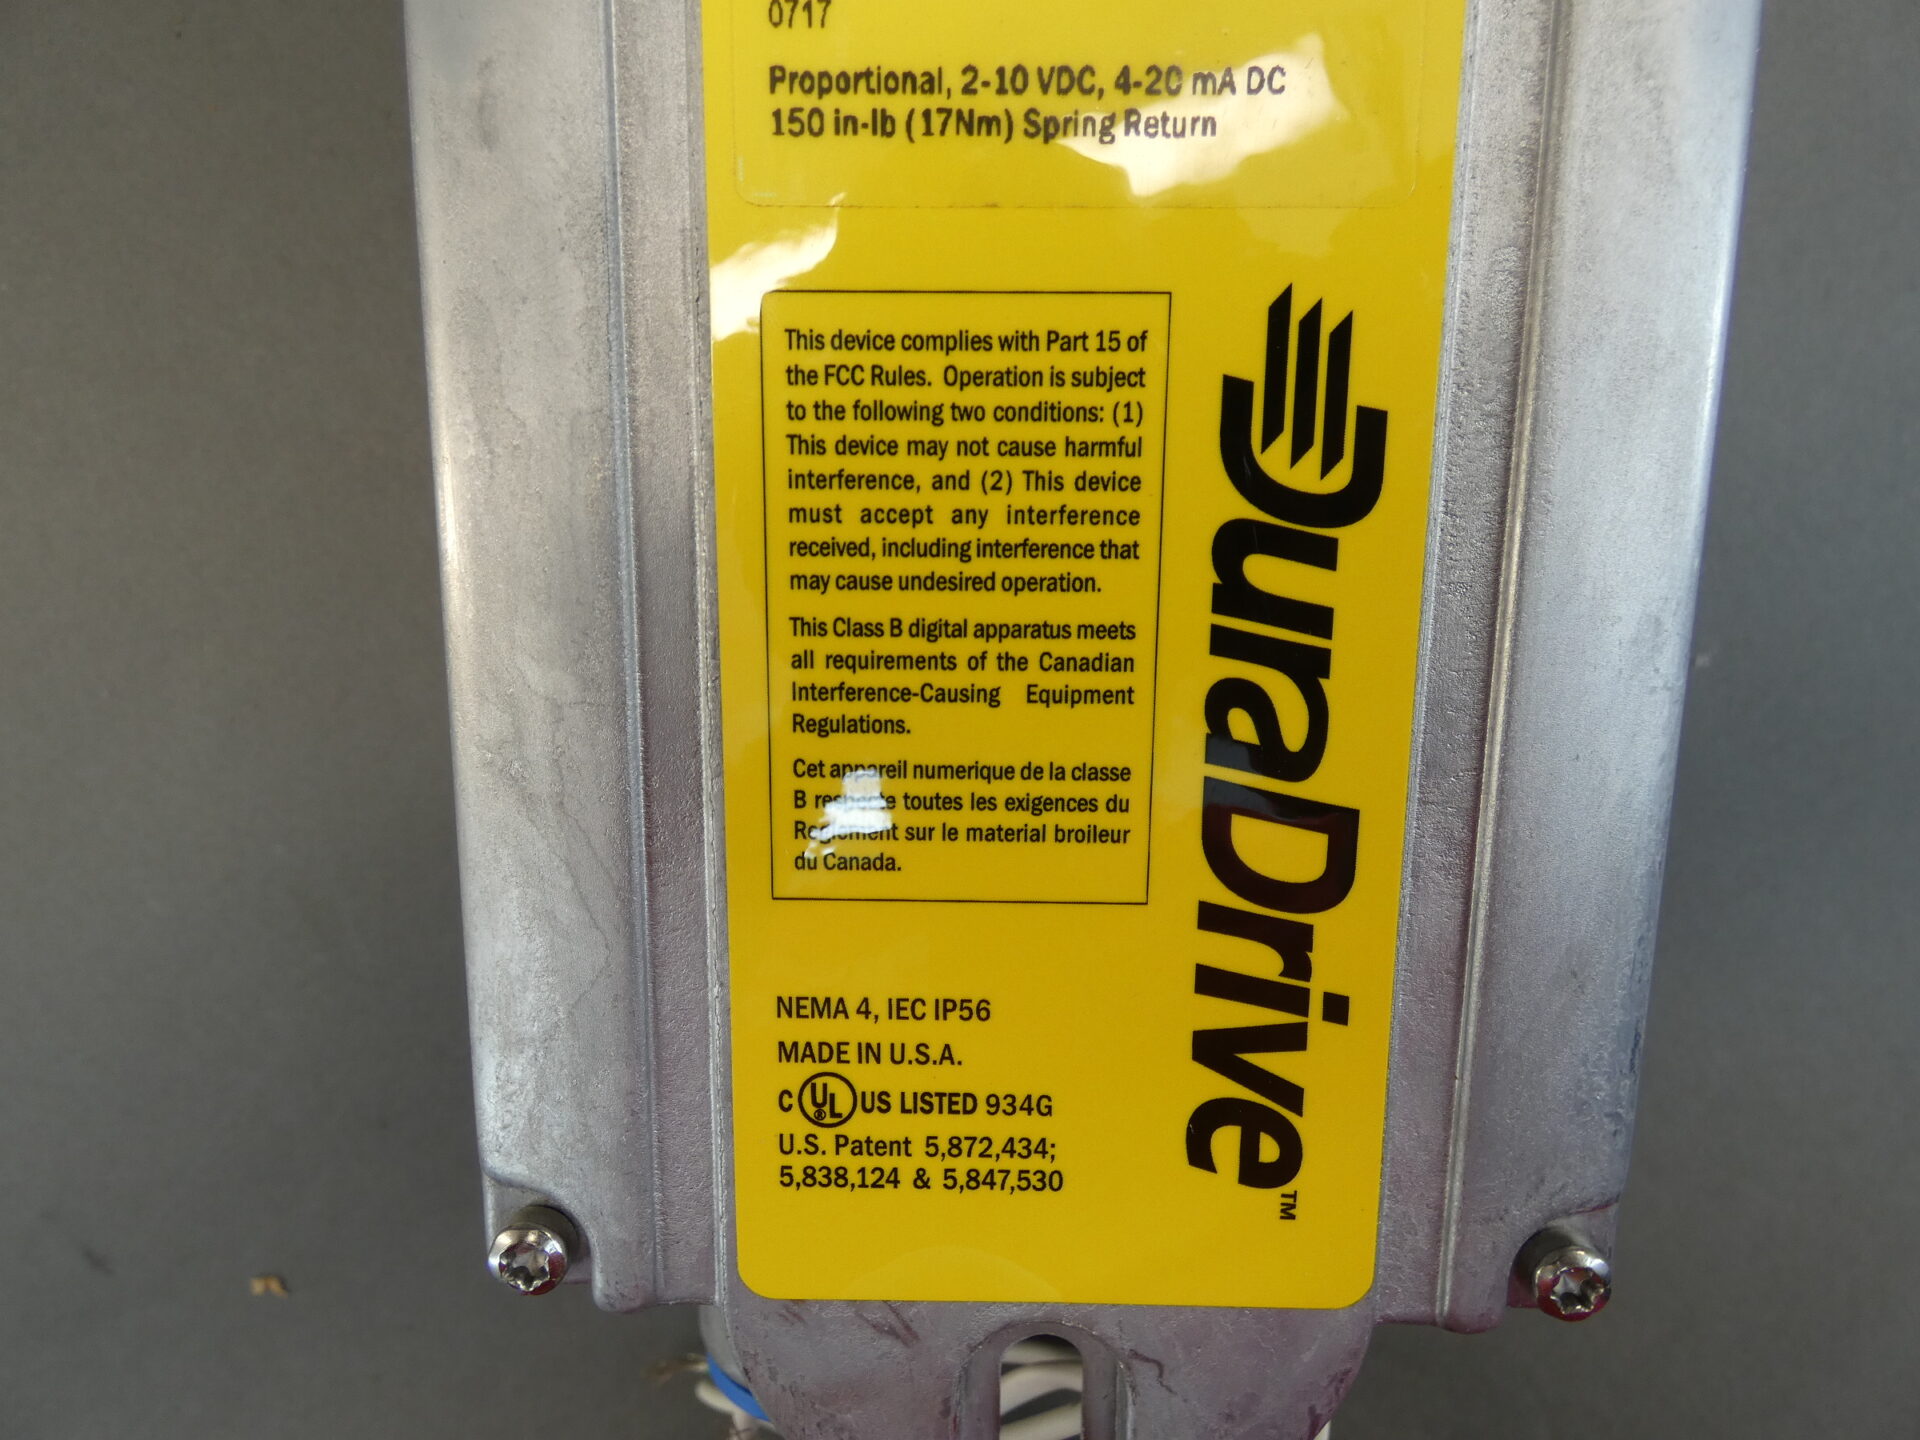 0717
Proportional, 2-10 VDC, 4-20 mA DC
150 in-lb (17Nm) Spring Return
This device complies with Part 15 of
the FCC Rules. Operation is subject
to the following two conditions: (1)
This device may not cause harmful
interference, and (2) This device
must accept any interference
received, including interference that
may cause undesired operation.
This Class B digital apparatus meets
all requirements of the Canadian
Interference-Causing Equipment
Regulations.
Cet appareil numerique de la classe
B respecte toutes les exigences du
Reglement sur le material broileur
du Canada.
NEMA 4, IEC IP56
MADE IN U.S.A.
C UL® US LISTED 934G
U.S. Patent 5,872,434;
5,838,124 & 5,847,530
DuraDrive™